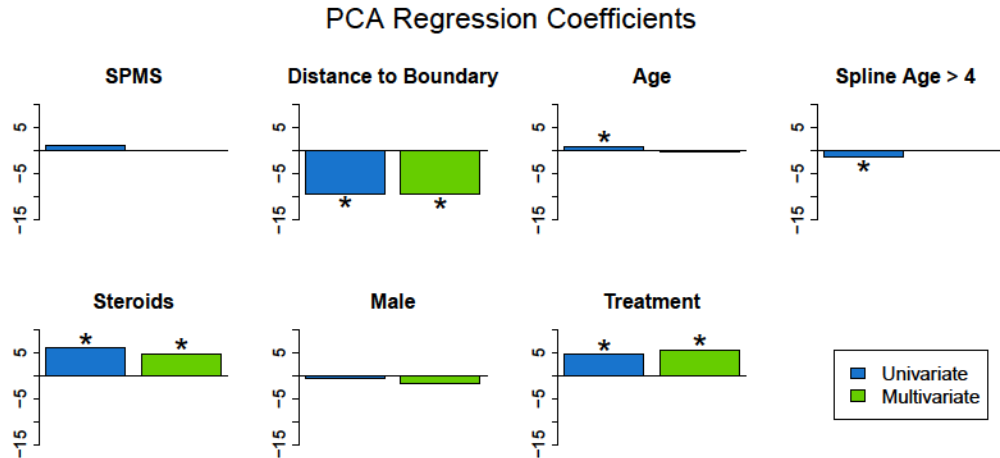 PCA Regression Coefficients
SPMS
5
−5
−15
Distance to Boundary
5
−5
−15
*
*
Age
5
−5
−15
*
Spline Age > 4
5
−5
−15
*
Steroids
5
−5
−15
*
*
Male
5
−5
−15
Treatment
5
−5
−15
*
*
Univariate
Multivariate